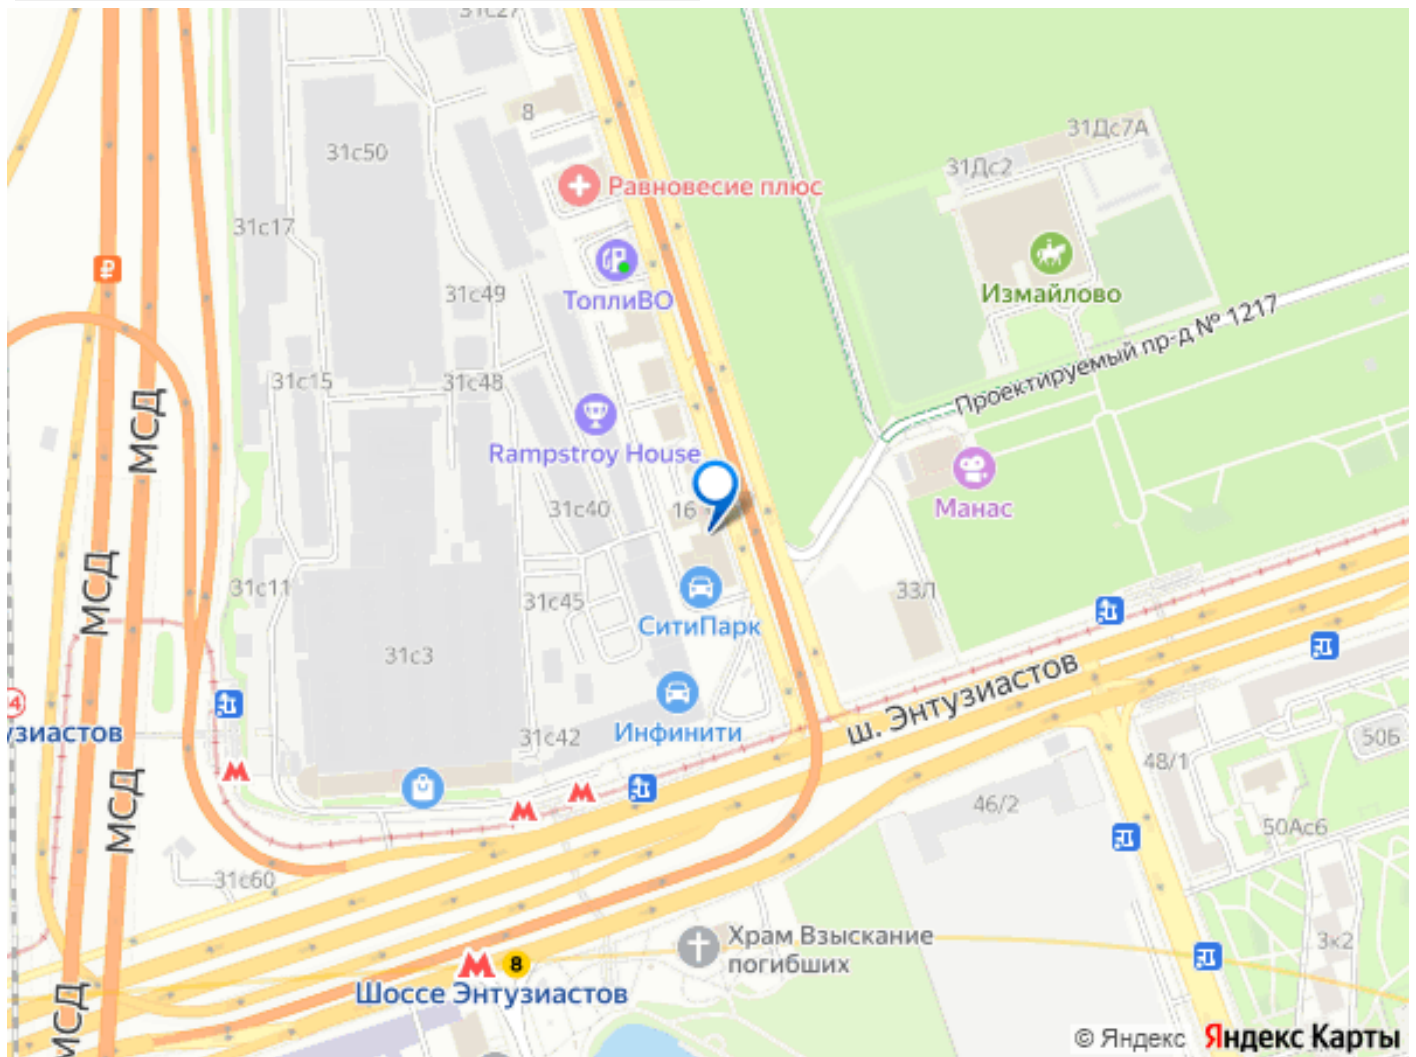 31с27
8
31Дс7А
31с50
31Дс2
Равновесие плюс
31с17
₽
Измайлово
31с49
ТоплиВО
Проектируемый пр-д № 1217
31с15
31с48
МСД
Rampstroy House
16
31с40
Манас
МСД
31с11
31с45
33Л
СитиПарк
31с3
ш. Энтузиастов
4
узиастов
Инфинити
31с42
50Б
48/1
МСД
46/2
50Ас6
31с60
Храм Взыскание
погибших
3к2
М 8
Шоссе Энтузиастов
МСД
© Яндекс Яндекс Карты